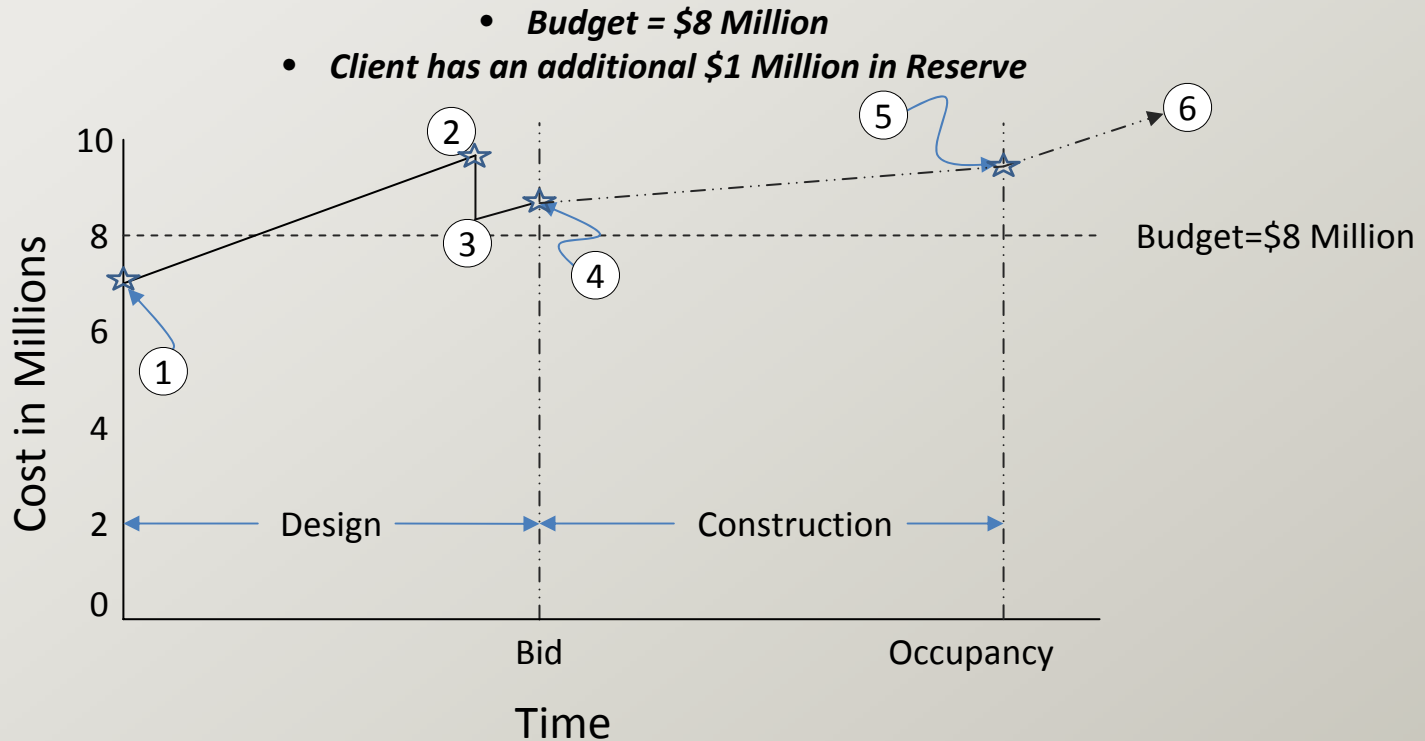 • Budget = $8 Million
• Client has an additional $1 Million in Reserve
5
6
2
10
Cost in Millions
8
3
Budget=$8 Million
4
6
1
4
2
Design
Construction
0
Bid
Occupancy
Time